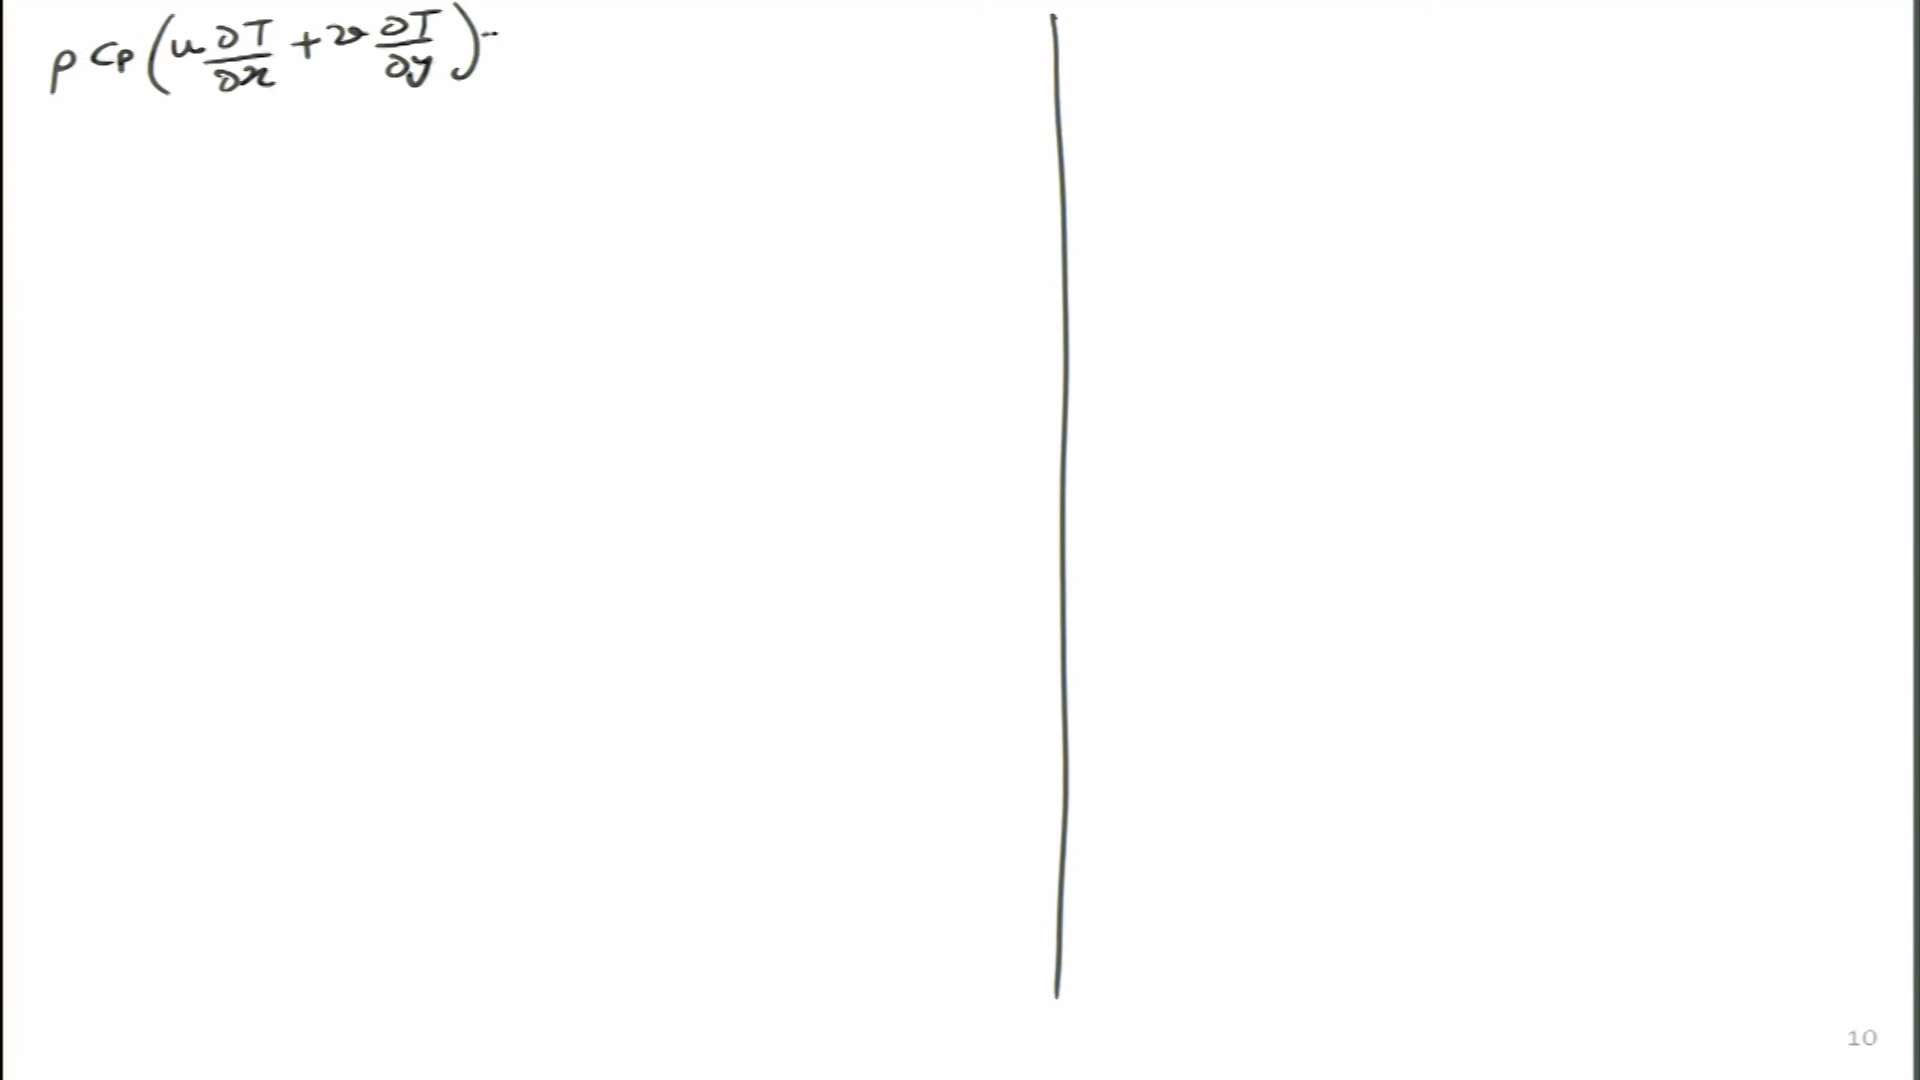 ρ Cp (u ∂T/∂x + v ∂T/∂y) -
10